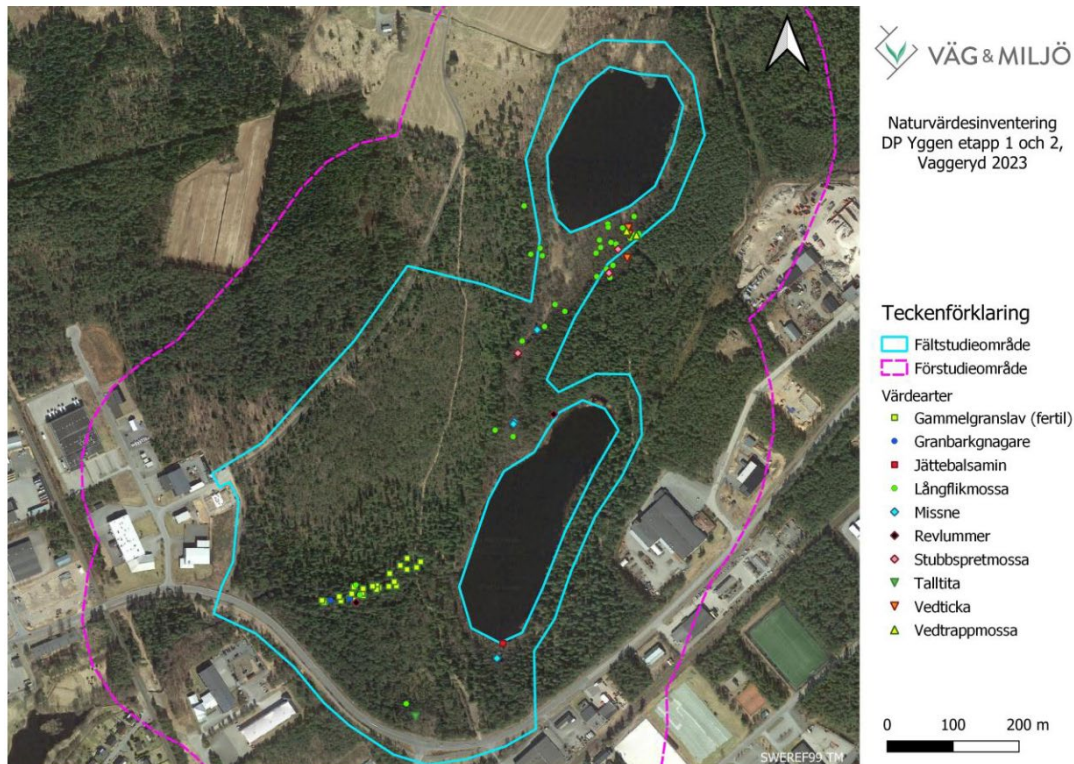 VÄG & MILJÖ
Naturvärdesinventering
DP Yggen etapp 1 och 2,
Vaggeryd 2023
Teckenförklaring
Fältstudieområde
Förstudieområde
Värdearter
Gammelgranslav (fertil)
Granbarkgnagare
Jättebalsamin
Långflikmossa
Missne
Revlummer
Stubbspretmossa
Talltita
Vedticka
Vedtrappmossa
0 100 200 m
SWEREF99 TM